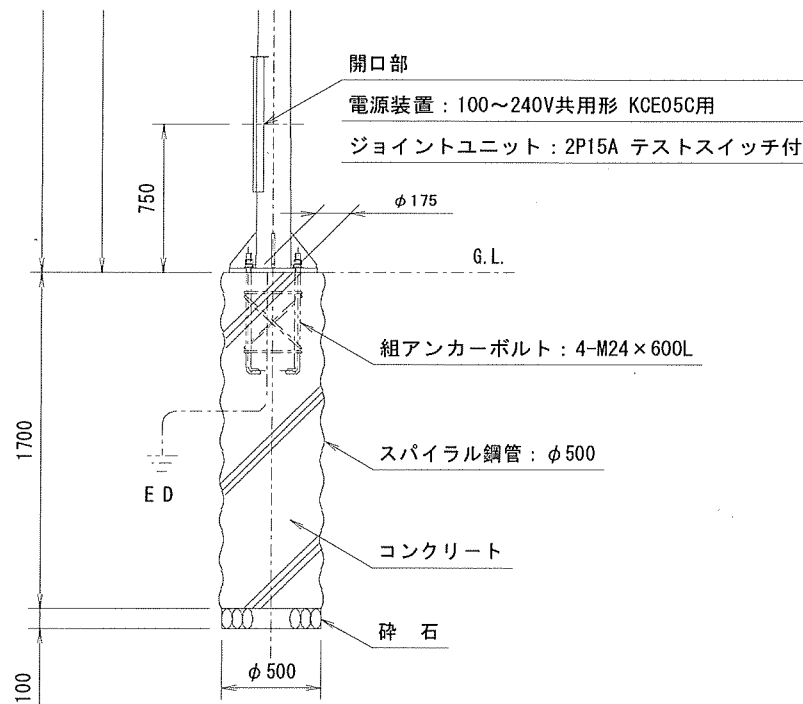 開口部
電源装置：100～240V共用形 KCE05C用
ジョイントユニット：2P15A テストスイッチ付
750
φ175
G.L.
組アンカーボルト：4-M24×600L
1700
スパイラル鋼管：φ500
ED
コンクリート
砕 石
100
φ500